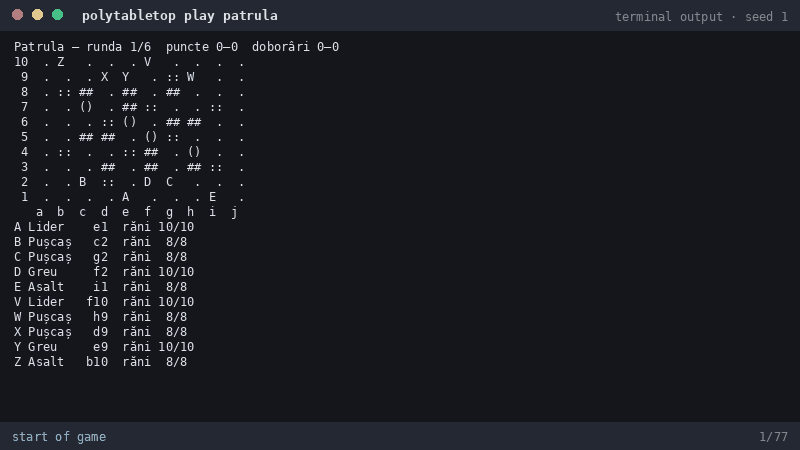 polytabletop play patrula
terminal output · seed 1
Patrula — runda 1/6  puncte 0—0  doborâri 0—0
10  . Z   .  .  . V   .  .  .  .
 9  .  .  . X  Y   . :: W   .  .
 8  . :: ##  . ##  . ##  .  .  .
 7  .  . ()  . ## ::  .  . ::  .
 6  .  .  . :: ()  . ## ##  .  .
 5  .  . ## ##  . () ::  .  .  .
 4  . ::  .  . :: ##  . ()  .  .
 3  .  .  . ##  . ##  . ## ::  .
 2  .  . B  ::  . D  C   .  .  .
 1  .  .  .  . A   .  .  . E   .
   a  b  c  d  e  f  g  h  i  j
A Lider    e1  răni 10/10
B Pușcaș   c2  răni  8/8
C Pușcaș   g2  răni  8/8
D Greu     f2  răni 10/10
E Asalt    i1  răni  8/8
V Lider   f10  răni 10/10
W Pușcaș   h9  răni  8/8
X Pușcaș   d9  răni  8/8
Y Greu     e9  răni 10/10
Z Asalt   b10  răni  8/8
start of game
1/77